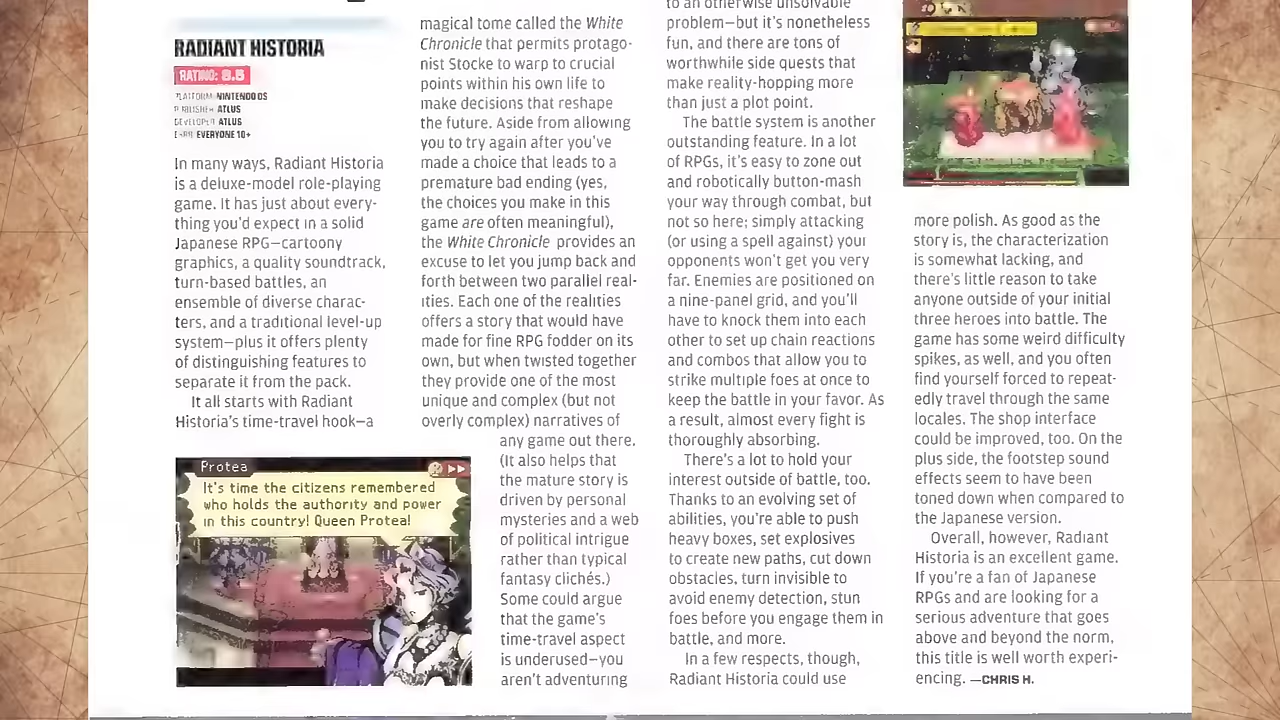 RADIANT HISTORIA
RATING: 8.5
PLATFORM: NINTENDO DS
PUBLISHER: ATLUS
DEVELOPER: ATLUS
ESRB: EVERYONE 10+
In many ways, Radiant Historia
is a deluxe-model role-playing
game. It has just about every-
thing you'd expect in a solid
Japanese RPG—cartoony
graphics, a quality soundtrack,
turn-based battles, an
ensemble of diverse charac-
ters, and a traditional level-up
system—plus it offers plenty
of distinguishing features to
separate it from the pack.
It all starts with Radiant
Historia's time-travel hook—a
Protea
It's time the citizens remembered
who holds the authority and power
in this country! Queen Protea!
magical tome called the White
Chronicle that permits protago-
nist Stocke to warp to crucial
points within his own life to
make decisions that reshape
the future. Aside from allowing
you to try again after you've
made a choice that leads to a
premature bad ending (yes,
the choices you make in this
game are often meaningful),
the White Chronicle provides an
excuse to let you jump back and
forth between two parallel real-
ities. Each one of the realities
offers a story that would have
made for fine RPG fodder on its
own, but when twisted together
they provide one of the most
unique and complex (but not
overly complex) narratives of
any game out there.
(It also helps that
the mature story is
driven by personal
mysteries and a web
of political intrigue
rather than typical
fantasy clichés.)
Some could argue
that the game's
time-travel aspect
is underused—you
aren't adventuring
to an otherwise unsolvable
problem—but it's nonetheless
fun, and there are tons of
worthwhile side quests that
make reality-hopping more
than just a plot point.
The battle system is another
outstanding feature. In a lot
of RPGs, it's easy to zone out
and robotically button-mash
your way through combat, but
not so here; simply attacking
(or using a spell against) your
opponents won't get you very
far. Enemies are positioned on
a nine-panel grid, and you'll
have to knock them into each
other to set up chain reactions
and combos that allow you to
strike multiple foes at once to
keep the battle in your favor. As
a result, almost every fight is
thoroughly absorbing.
There's a lot to hold your
interest outside of battle, too.
Thanks to an evolving set of
abilities, you're able to push
heavy boxes, set explosives
to create new paths, cut down
obstacles, turn invisible to
avoid enemy detection, stun
foes before you engage them in
battle, and more.
In a few respects, though,
Radiant Historia could use
more polish. As good as the
story is, the characterization
is somewhat lacking, and
there's little reason to take
anyone outside of your initial
three heroes into battle. The
game has some weird difficulty
spikes, as well, and you often
find yourself forced to repeat-
edly travel through the same
locales. The shop interface
could be improved, too. On the
plus side, the footstep sound
effects seem to have been
toned down when compared to
the Japanese version.
Overall, however, Radiant
Historia is an excellent game.
If you're a fan of Japanese
RPGs and are looking for a
serious adventure that goes
above and beyond the norm,
this title is well worth experi-
encing. —CHRIS H.